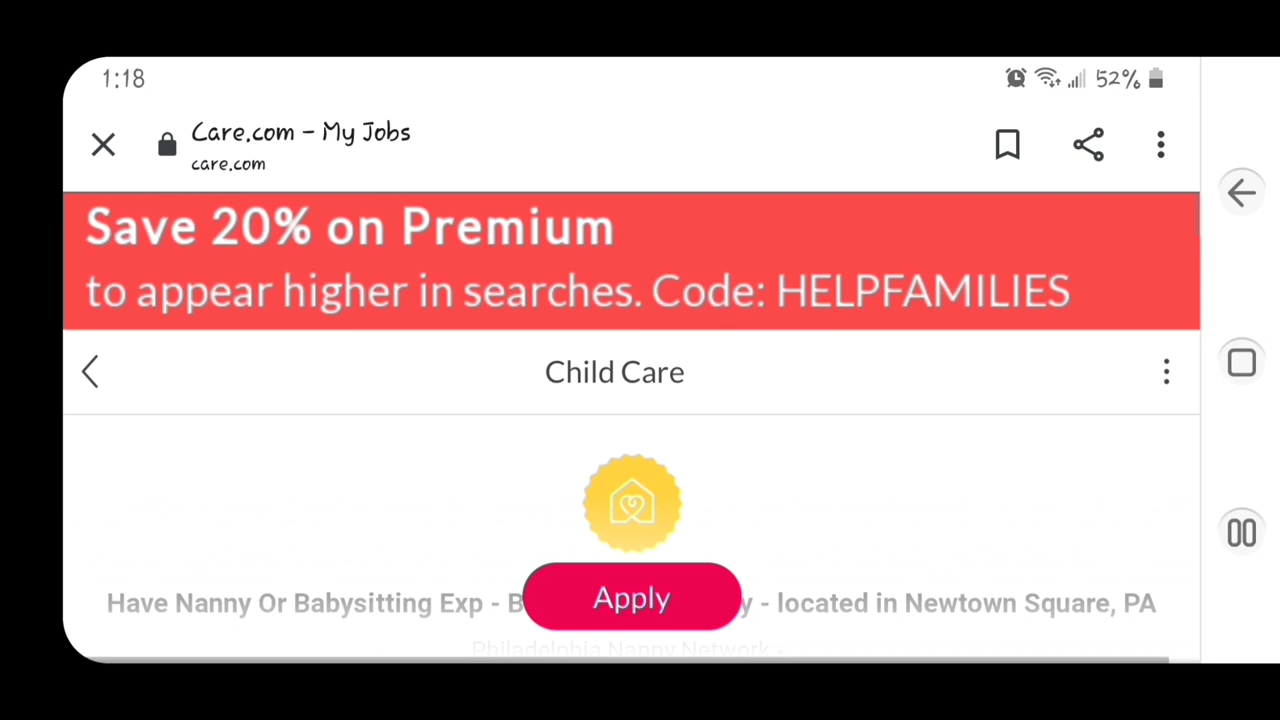 1:18
52%
Care.com - My Jobs
care.com
Save 20% on Premium
to appear higher in searches. Code: HELPFAMILIES
Child Care
Have Nanny Or Babysitting Exp - B
Apply
y - located in Newtown Square, PA
Philadelphia Nanny Network -